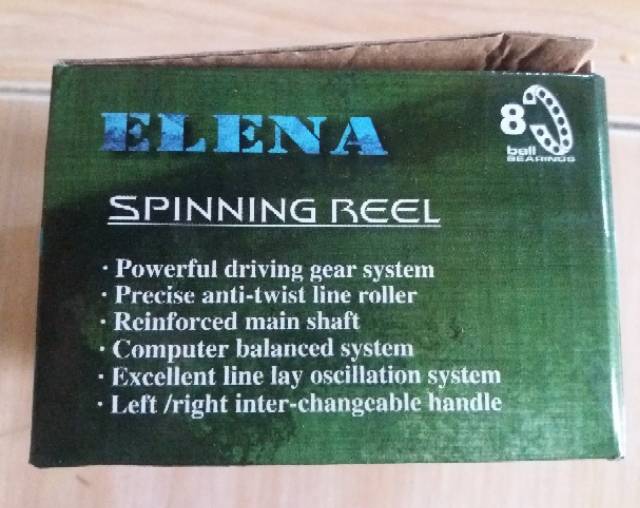 ELENA
8
ball
BEARINGS
SPINNING REEL
· Powerful driving gear system
· Precise anti-twist line roller
· Reinforced main shaft
· Computer balanced system
· Excellent line lay oscillation system
· Left /right inter-changeable handle